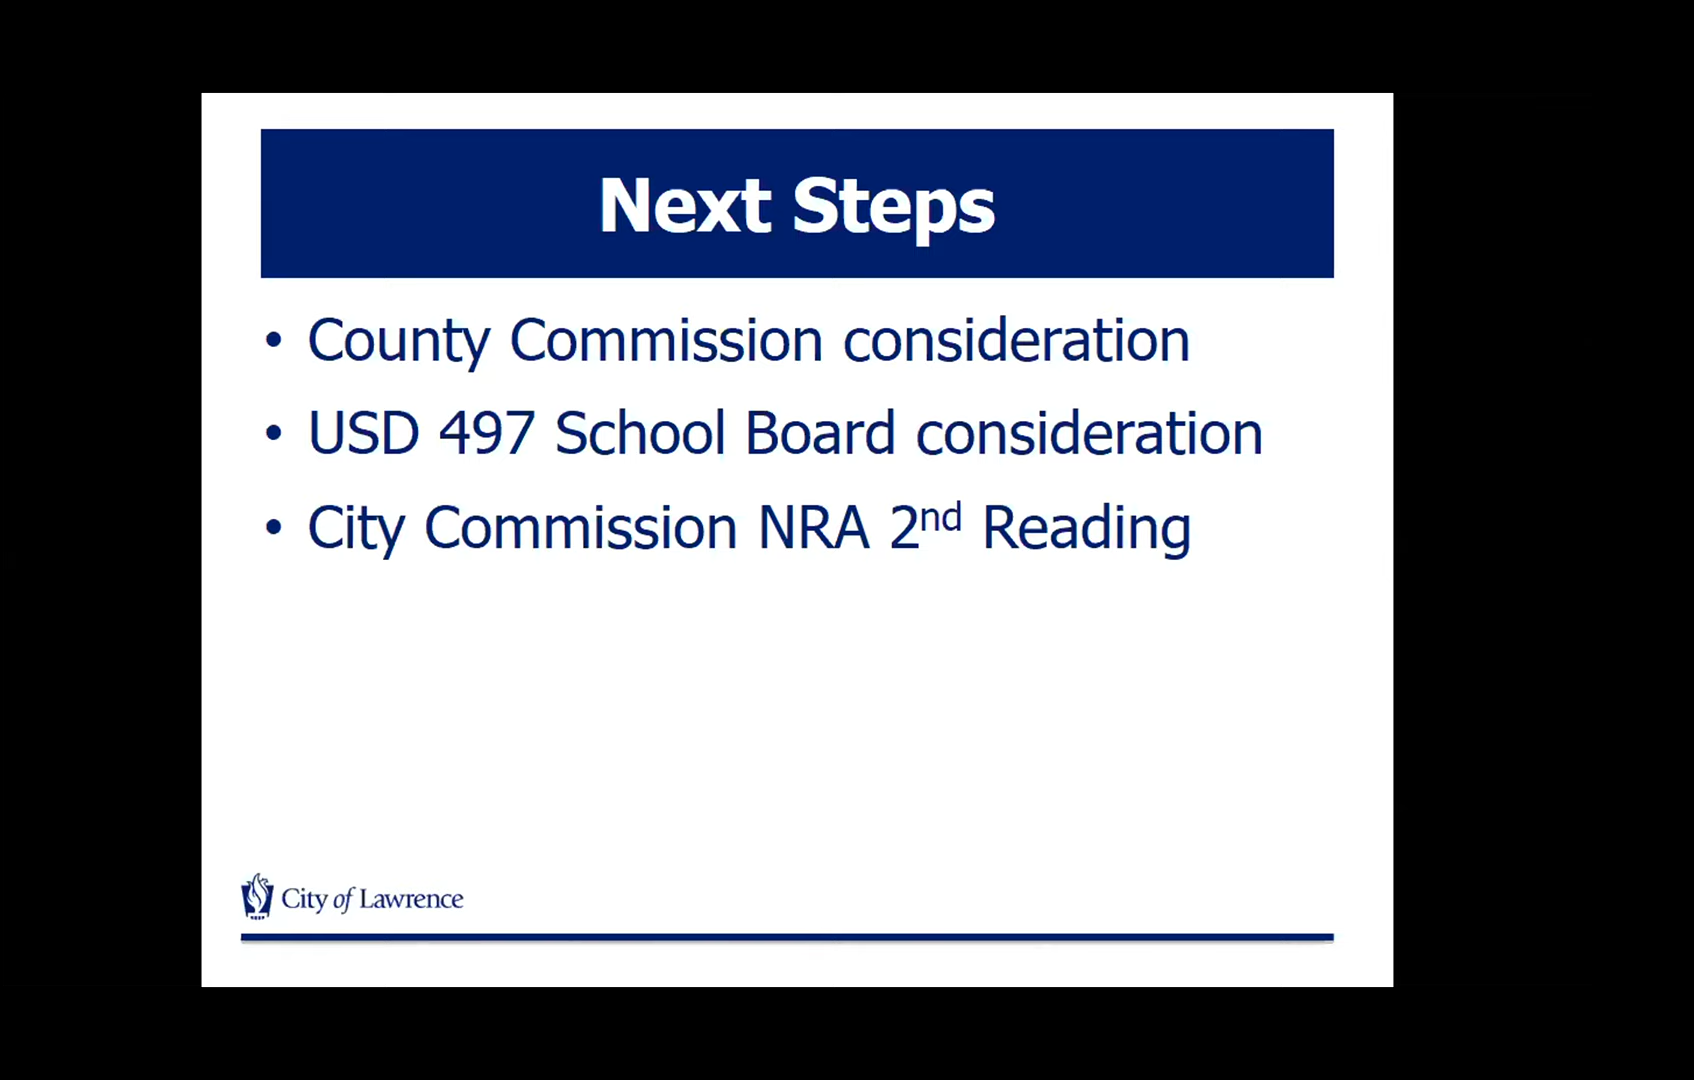 Next Steps
• County Commission consideration
• USD 497 School Board consideration
• City Commission NRA 2nd Reading
City of Lawrence